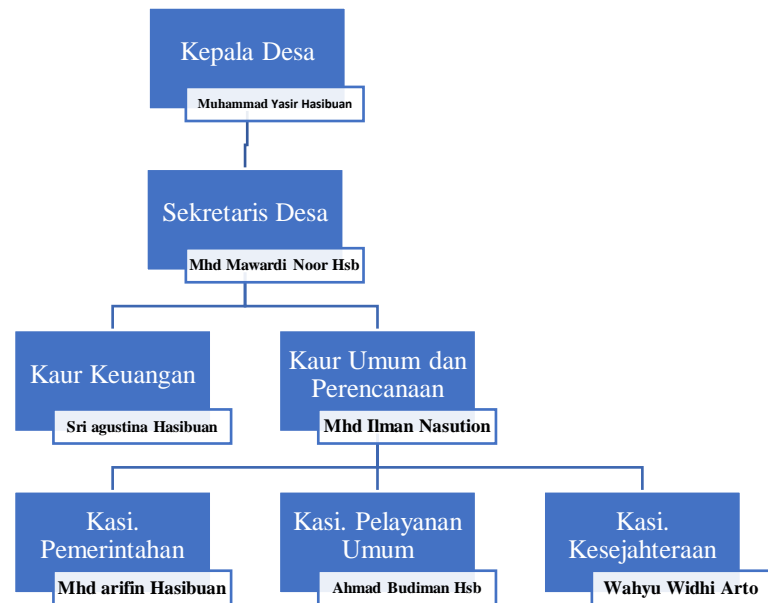 Kepala Desa
Muhammad Yasir Hasibuan
Sekretaris Desa
Mhd Mawardi Noor Hsb
Kaur Keuangan
Sri agustina Hasibuan
Kaur Umum dan
Perencanaan
Mhd Ilman Nasution
Kasi.
Pemerintahan
Mhd arifin Hasibuan
Kasi. Pelayanan
Umum
Ahmad Budiman Hsb
Kasi.
Kesejahteraan
Wahyu Widhi Arto